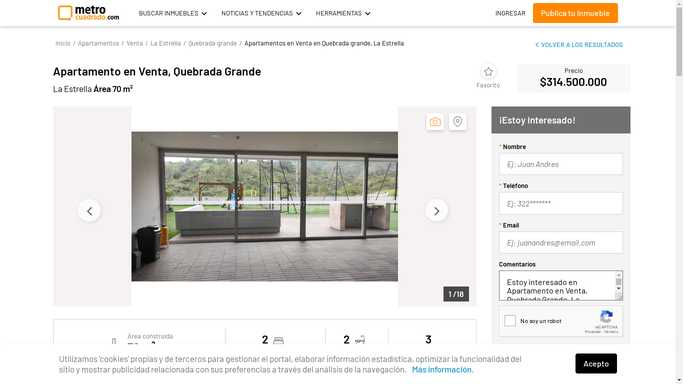 metro
cuadrado.com
BUSCAR INMUEBLES
NOTICIAS Y TENDENCIAS
HERRAMIENTAS
INGRESAR
Publica tu Inmueble
Inicio / Apartamentos / Venta / La Estrella / Quebrada grande / Apartamentos en Venta en Quebrada grande, La Estrella
VOLVER A LOS RESULTADOS
Apartamento en Venta, Quebrada Grande
La Estrella Área 70 m²
Favorito
Precio
$314.500.000
¡Estoy Interesado!
* Nombre
Ej: Juan Andres
* Teléfono
Ej: 322*******
* Email
Ej: juanandres@email.com
Comentarios
Estoy interesado en
Apartamento en Venta,
Quebrada Grande, La
1 /18
No soy un robot
reCAPTCHA
Privacidad - Términos
Área construida
2
2
3
Utilizamos 'cookies' propias y de terceros para gestionar el portal, elaborar información estadística, optimizar la funcionalidad del
sitio y mostrar publicidad relacionada con sus preferencias a través del análisis de la navegación. Más información.
Acepto